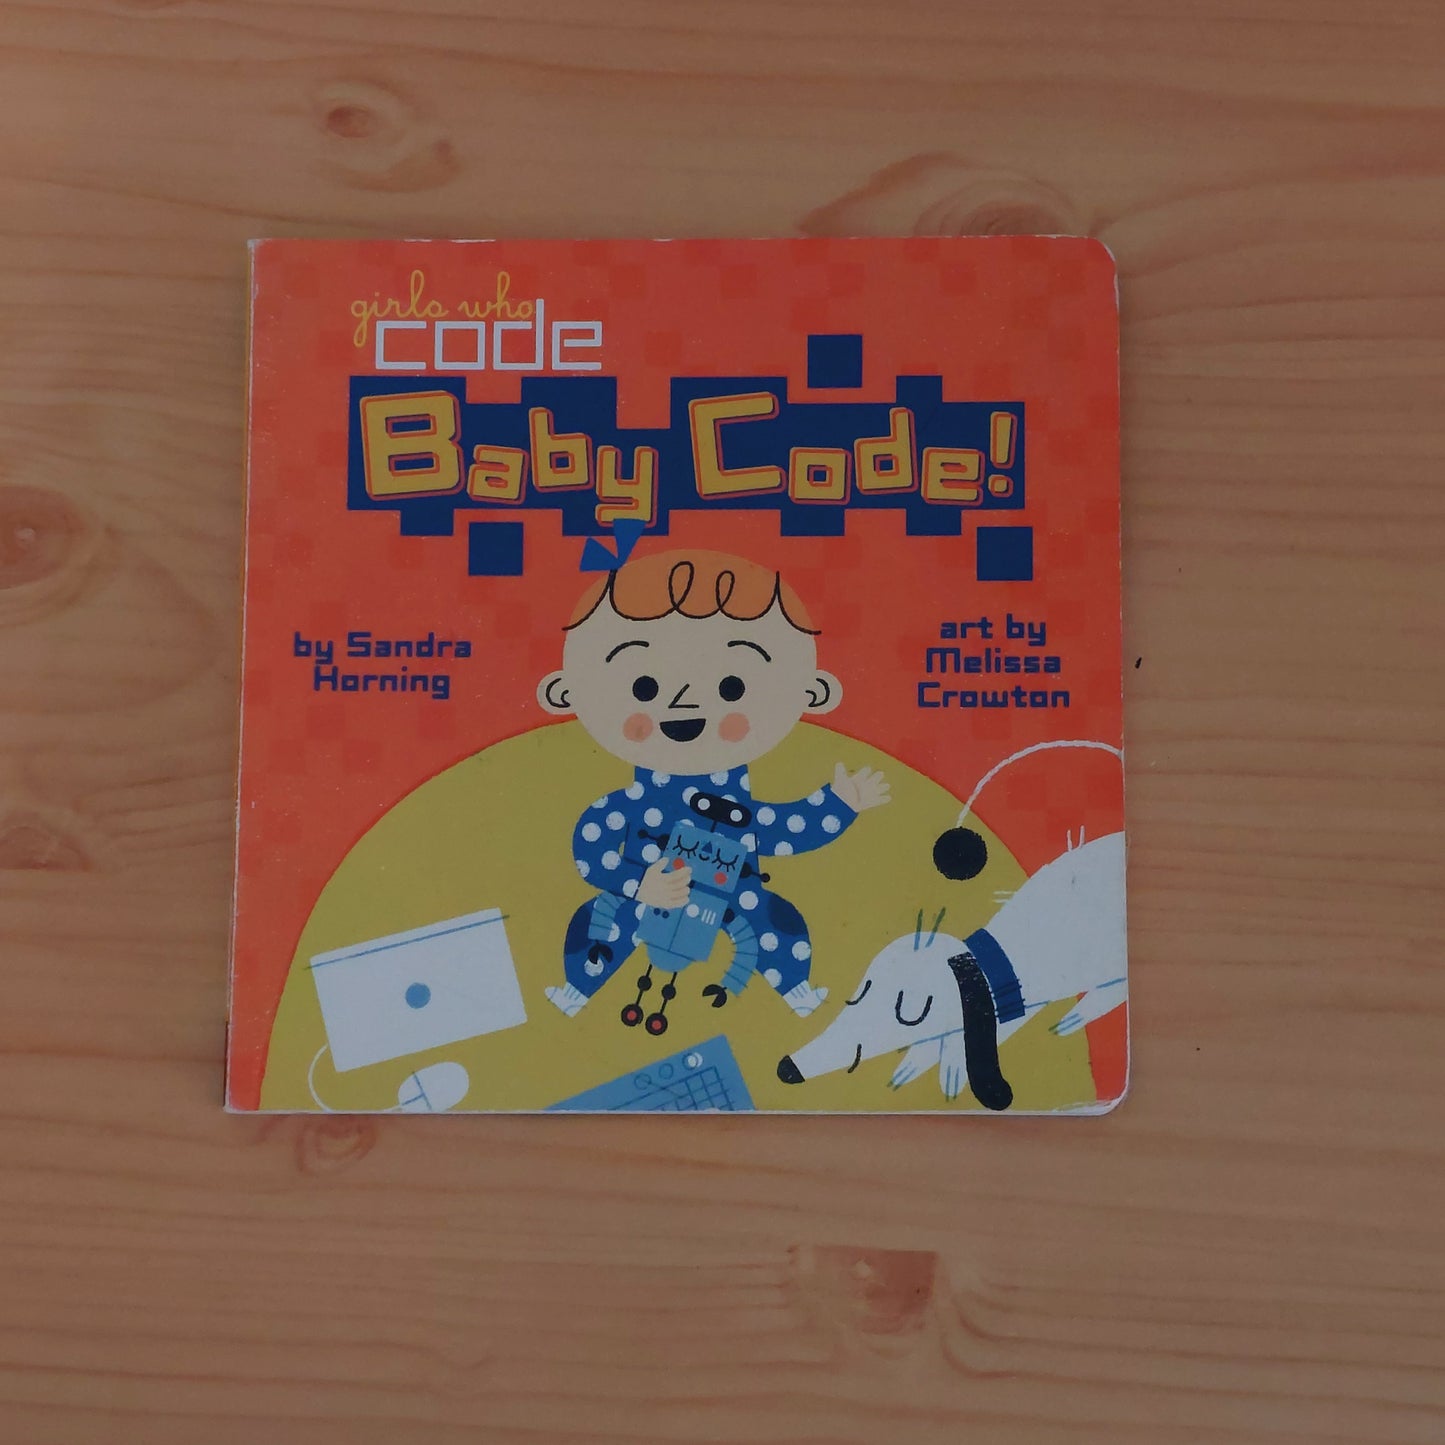 girls who
code
Baby Code!
by Sandra
Horning
art by
Melissa
Crowton